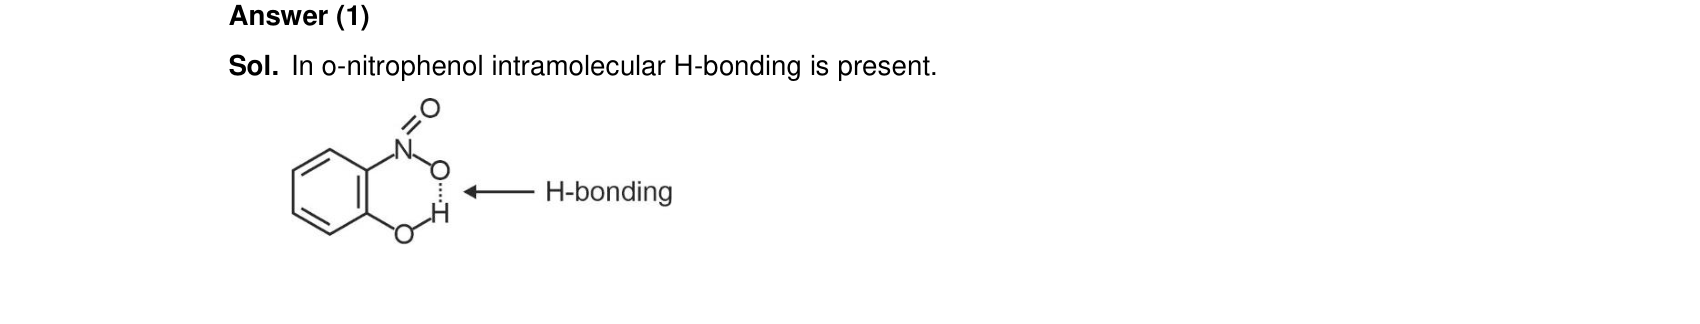 Answer (1)
Sol. In o-nitrophenol intramolecular H-bonding is present.
O
N
O
H-bonding
H
O